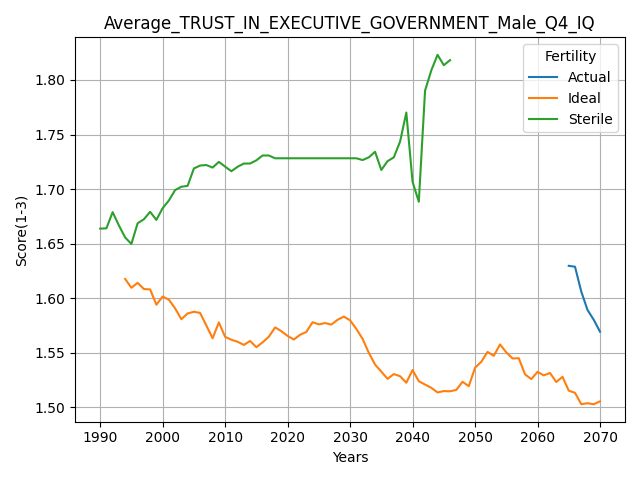 Average_TRUST_IN_EXECUTIVE_GOVERNMENT_Male_Q4_IQ
Fertility
Actual
Ideal
Sterile
Score(1-3)
1.80
1.75
1.70
1.65
1.60
1.55
1.50
1990 2000 2010 2020 2030 2040 2050 2060 2070
Years